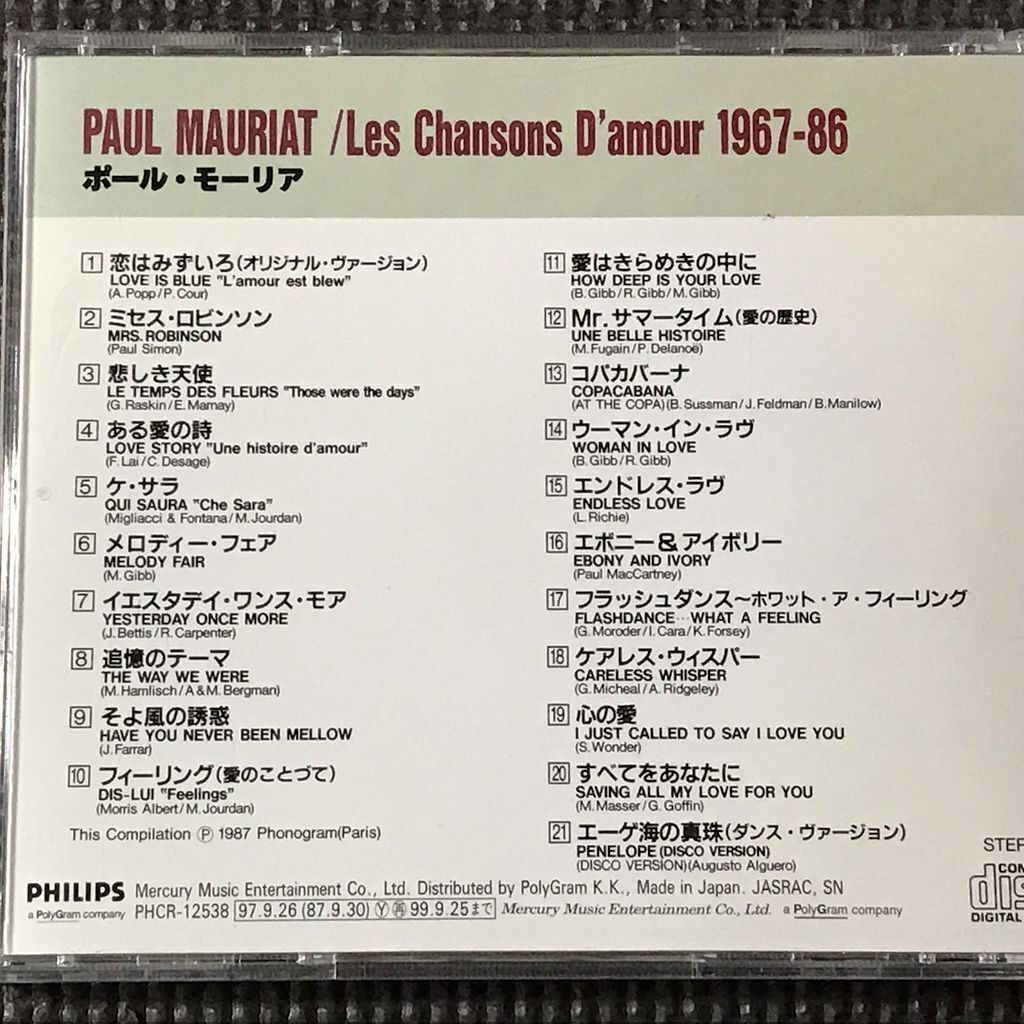 PAUL MAURIAT /Les Chansons D'amour 1967-86
ポール・モーリア
1 恋はみずいろ(オリジナル・ヴァージョン)
LOVE IS BLUE "L'amour est blew"
(A. Popp/P. Cour)
2 ミセス・ロビンソン
MRS. ROBINSON
(Paul Simon)
3 悲しき天使
LE TEMPS DES FLEURS "Those were the days"
(G. Raskin/E. Marnay)
4 ある愛の詩
LOVE STORY "Une histoire d'amour"
(F. Lai/C. Desage)
5 ケ・サラ
QUI SAURA "Che Sara"
(Migliacci & Fontana/M. Jourdan)
6 メロディー・フェア
MELODY FAIR
(M. Gibb)
7 イエスタデイ・ワンス・モア
YESTERDAY ONCE MORE
(J. Bettis/R. Carpenter)
8 追憶のテーマ
THE WAY WE WERE
(M. Hamlisch/A & M. Bergman)
9 そよ風の誘惑
HAVE YOU NEVER BEEN MELLOW
(J. Farrar)
10 フィーリング(愛のことづて)
DIS-LUI "Feelings"
(Morris Albert/M. Jourdan)
This Compilation Ⓟ 1987 Phonogram(Paris)
11 愛はきらめきの中に
HOW DEEP IS YOUR LOVE
(B. Gibb/R. Gibb/M. Gibb)
12 Mr.サマータイム(愛の歴史)
UNE BELLE HISTOIRE
(M. Fugain/P. Delanoë)
13 コパカバーナ
COPACABANA
(AT THE COPA)(B. Sussman/J. Feldman/B. Manilow)
14 ウーマン・イン・ラヴ
WOMAN IN LOVE
(B. Gibb/R. Gibb)
15 エンドレス・ラヴ
ENDLESS LOVE
(L. Richie)
16 エボニー&アイボリー
EBONY AND IVORY
(Paul MacCartney)
17 フラッシュダンス〜ホワット・ア・フィーリング
FLASHDANCE…WHAT A FEELING
(G. Moroder/I. Cara/K. Forsey)
18 ケアレス・ウィスパー
CARELESS WHISPER
(G. Micheal/A. Ridgeley)
19 心の愛
I JUST CALLED TO SAY I LOVE YOU
(S. Wonder)
20 すべてをあなたに
SAVING ALL MY LOVE FOR YOU
(M. Masser/G. Goffin)
21 エーゲ海の真珠(ダンス・ヴァージョン)
PENELOPE (DISCO VERSION)
(DISCO VERSION)(Augusto Alguero)
STE
COM
dis
DIGITAL
PHILIPS
a PolyGram company
Mercury Music Entertainment Co., Ltd. Distributed by PolyGram K.K., Made in Japan. JASRAC, SN
PHCR-12538 97.9.26 (87.9.30) Ⓨ 再 99.9.25まで Mercury Music Entertainment Co., Ltd. a PolyGram company